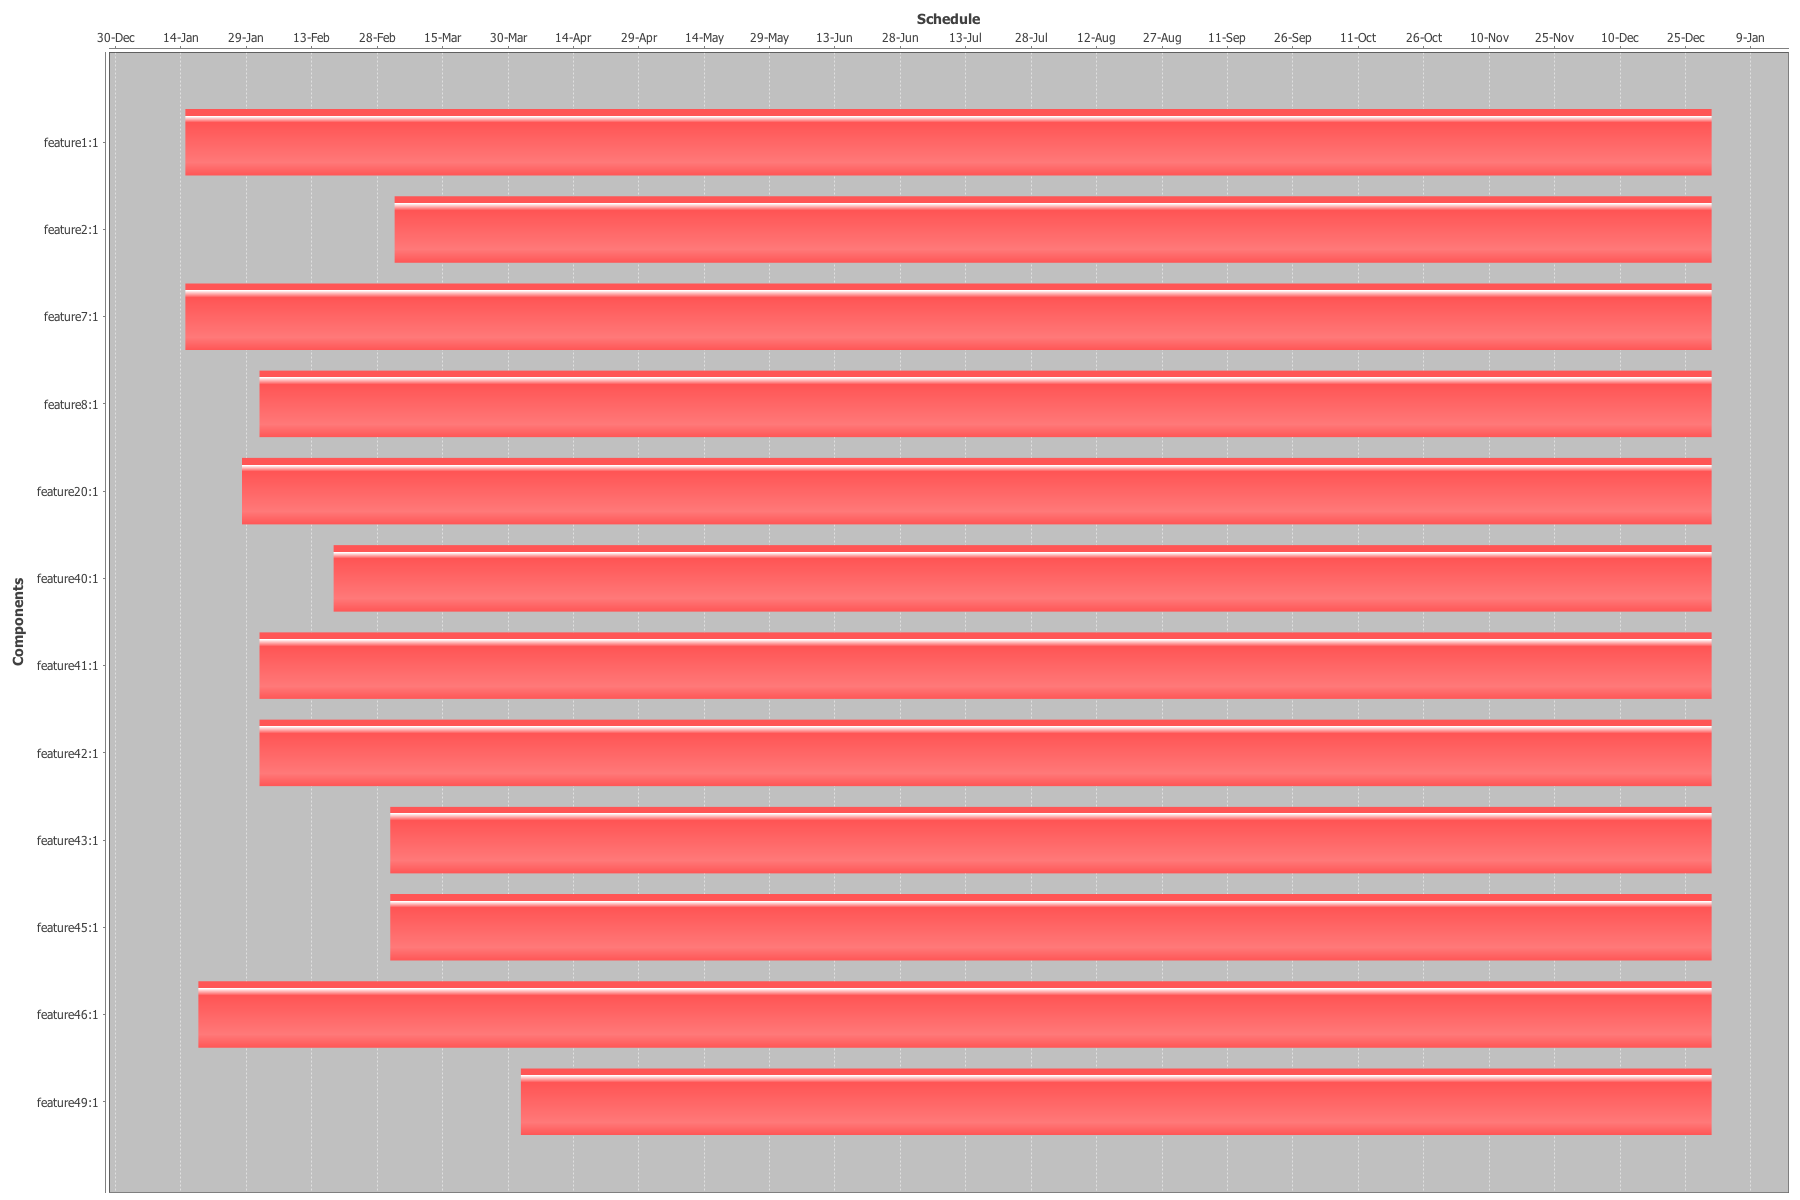 Schedule
30-Dec 14-Jan 29-Jan 13-Feb 28-Feb 15-Mar 30-Mar 14-Apr 29-Apr 14-May 29-May 13-Jun 28-Jun 13-Jul 28-Jul 12-Aug 27-Aug 11-Sep 26-Sep 11-Oct 26-Oct 10-Nov 25-Nov 10-Dec 25-Dec 9-Jan
Components
feature1:1
feature2:1
feature7:1
feature8:1
feature20:1
feature40:1
feature41:1
feature42:1
feature43:1
feature45:1
feature46:1
feature49:1